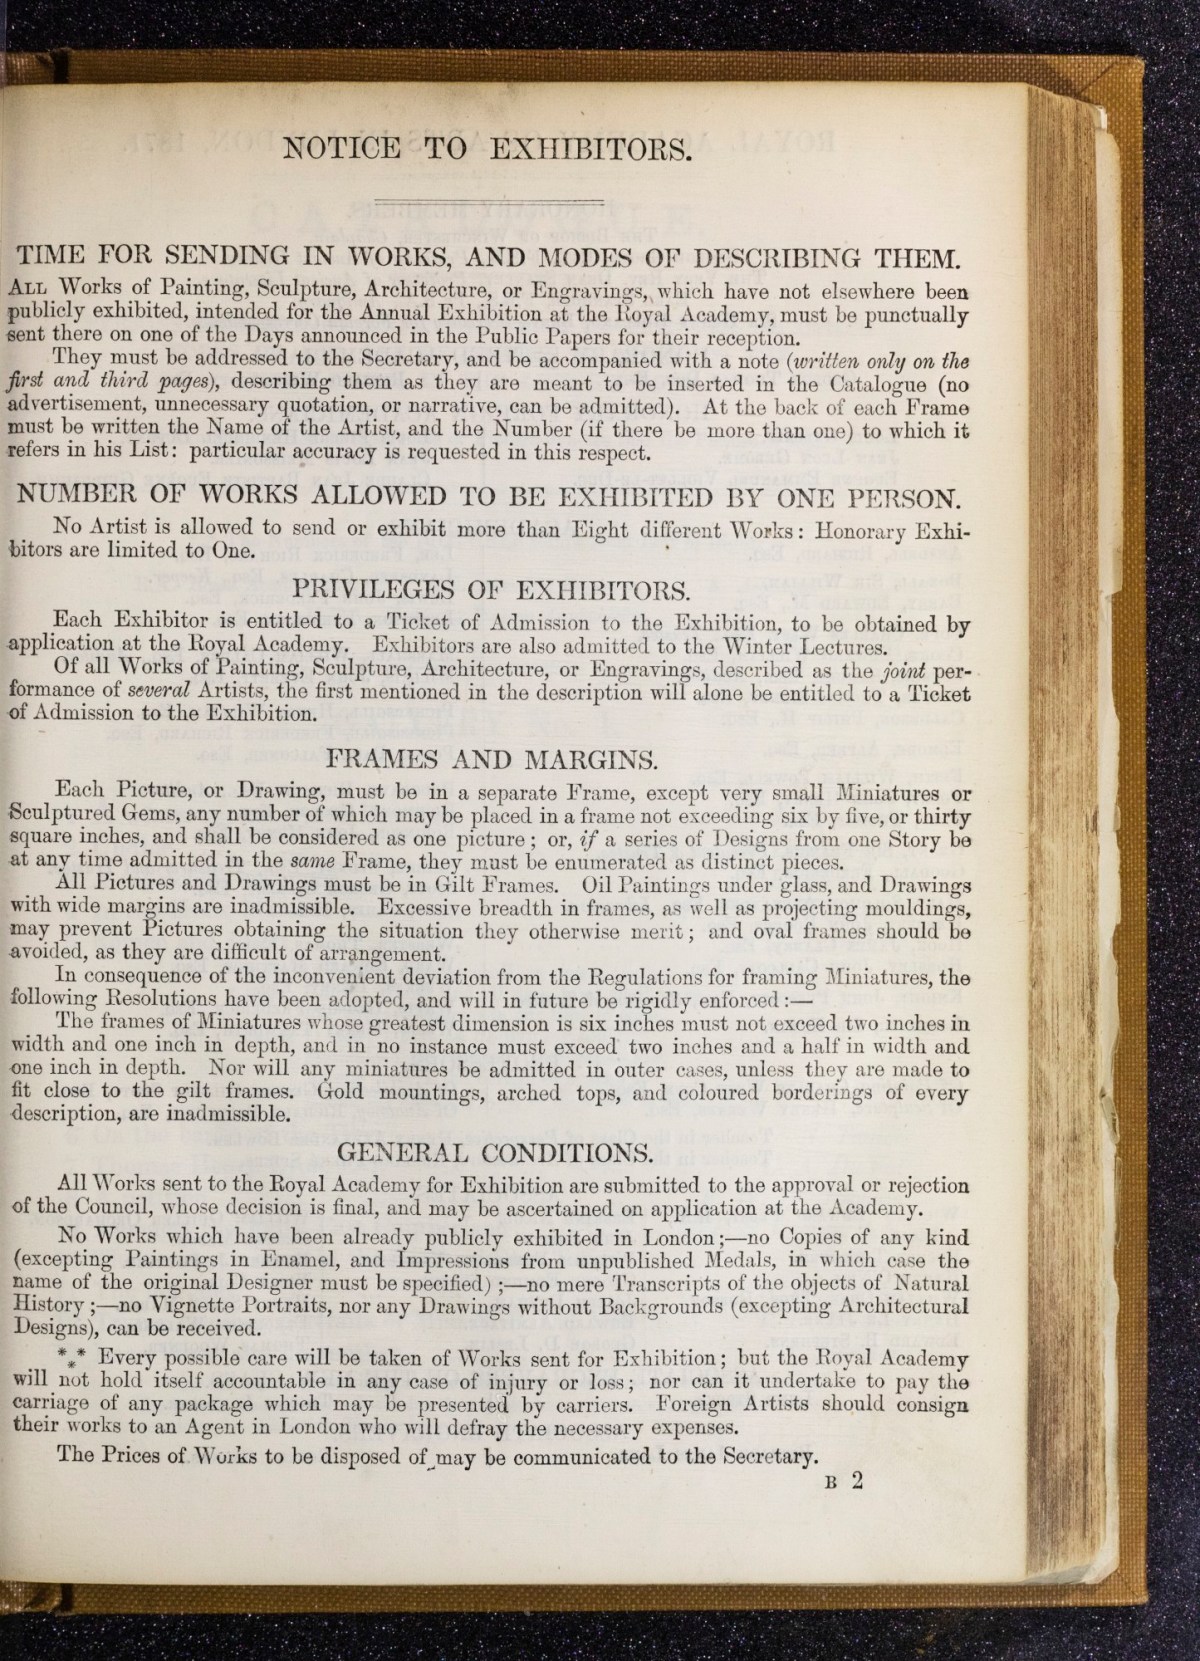 NOTICE TO EXHIBITORS.
TIME FOR SENDING IN WORKS, AND MODES OF DESCRIBING THEM.
ALL Works of Painting, Sculpture, Architecture, or Engravings, which have not elsewhere been
publicly exhibited, intended for the Annual Exhibition at the Royal Academy, must be punctually
sent there on one of the Days announced in the Public Papers for their reception.
They must be addressed to the Secretary, and be accompanied with a note (written only on the
first and third pages), describing them as they are meant to be inserted in the Catalogue (no
advertisement, unnecessary quotation, or narrative, can be admitted). At the back of each Frame
must be written the Name of the Artist, and the Number (if there be more than one) to which it
refers in his List: particular accuracy is requested in this respect.
NUMBER OF WORKS ALLOWED TO BE EXHIBITED BY ONE PERSON.
No Artist is allowed to send or exhibit more than Eight different Works: Honorary Exhi-
bitors are limited to One.
PRIVILEGES OF EXHIBITORS.
Each Exhibitor is entitled to a Ticket of Admission to the Exhibition, to be obtained by
application at the Royal Academy. Exhibitors are also admitted to the Winter Lectures.
Of all Works of Painting, Sculpture, Architecture, or Engravings, described as the joint per-
formance of several Artists, the first mentioned in the description will alone be entitled to a Ticket
of Admission to the Exhibition.
FRAMES AND MARGINS.
Each Picture, or Drawing, must be in a separate Frame, except very small Miniatures or
Sculptured Gems, any number of which may be placed in a frame not exceeding six by five, or thirty
square inches, and shall be considered as one picture; or, if a series of Designs from one Story be
at any time admitted in the same Frame, they must be enumerated as distinct pieces.
All Pictures and Drawings must be in Gilt Frames. Oil Paintings under glass, and Drawings
with wide margins are inadmissible. Excessive breadth in frames, as well as projecting mouldings,
may prevent Pictures obtaining the situation they otherwise merit; and oval frames should be
avoided, as they are difficult of arrangement.
In consequence of the inconvenient deviation from the Regulations for framing Miniatures, the
following Resolutions have been adopted, and will in future be rigidly enforced:—
The frames of Miniatures whose greatest dimension is six inches must not exceed two inches in
width and one inch in depth, and in no instance must exceed two inches and a half in width and
one inch in depth. Nor will any miniatures be admitted in outer cases, unless they are made to
fit close to the gilt frames. Gold mountings, arched tops, and coloured borderings of every
description, are inadmissible.
GENERAL CONDITIONS.
All Works sent to the Royal Academy for Exhibition are submitted to the approval or rejection
of the Council, whose decision is final, and may be ascertained on application at the Academy.
No Works which have been already publicly exhibited in London;—no Copies of any kind
(excepting Paintings in Enamel, and Impressions from unpublished Medals, in which case the
name of the original Designer must be specified);—no mere Transcripts of the objects of Natural
History;—no Vignette Portraits, nor any Drawings without Backgrounds (excepting Architectural
Designs), can be received.
*** Every possible care will be taken of Works sent for Exhibition; but the Royal Academy
will not hold itself accountable in any case of injury or loss; nor can it undertake to pay the
carriage of any package which may be presented by carriers. Foreign Artists should consign
their works to an Agent in London who will defray the necessary expenses.
The Prices of Works to be disposed of may be communicated to the Secretary.
B 2